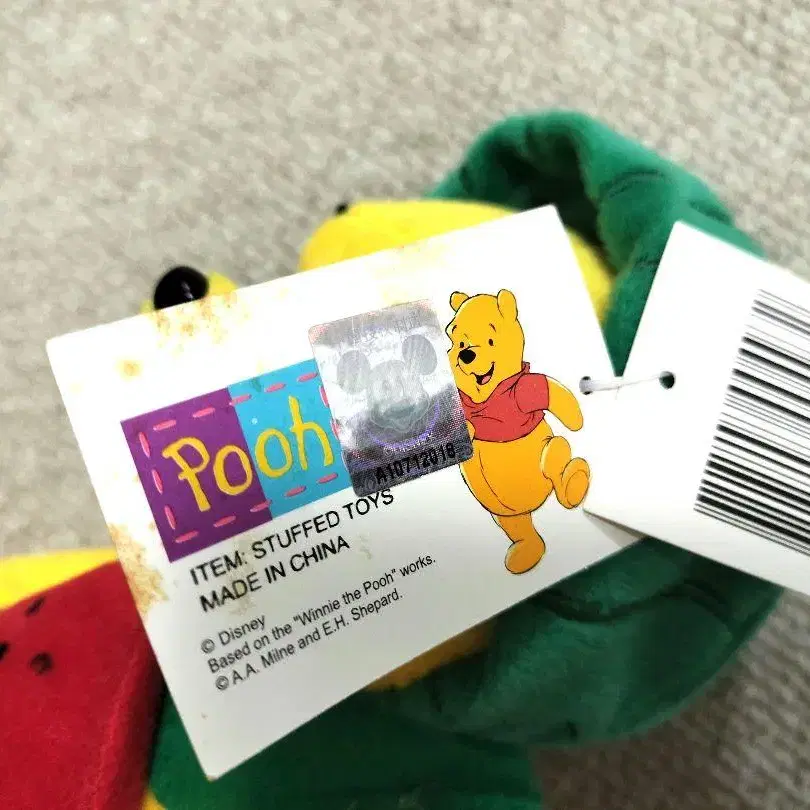 Pooh
DISNEY
A10712018
ITEM: STUFFED TOYS
MADE IN CHINA
© Disney
Based on the "Winnie the Pooh" works.
© A.A. Milne and E.H. Shepard.